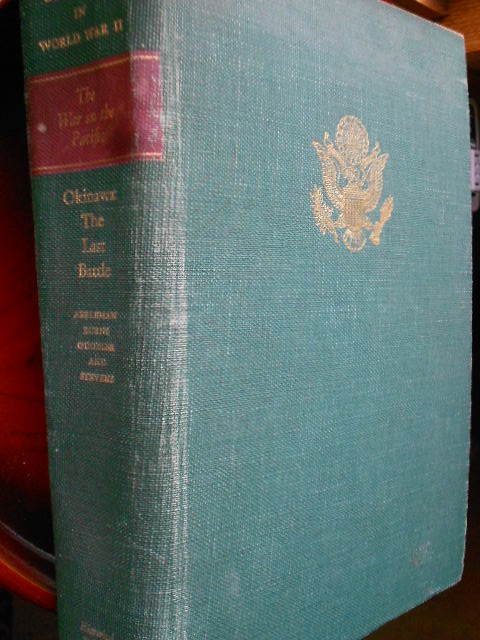 IN
WORLD WAR II
The
War in the
Pacific
Okinawa
The
Last
Battle
APPLEMAN
BURNS
GUGELER
AND
STEVENS